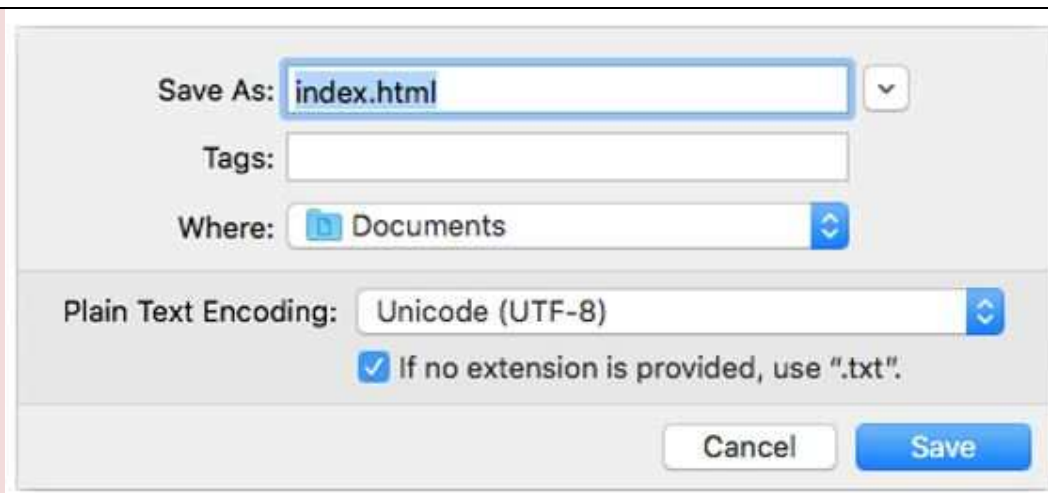 Save As: index.html
Tags:
Where: Documents
Plain Text Encoding: Unicode (UTF-8)
If no extension is provided, use “.txt”.
Cancel Save